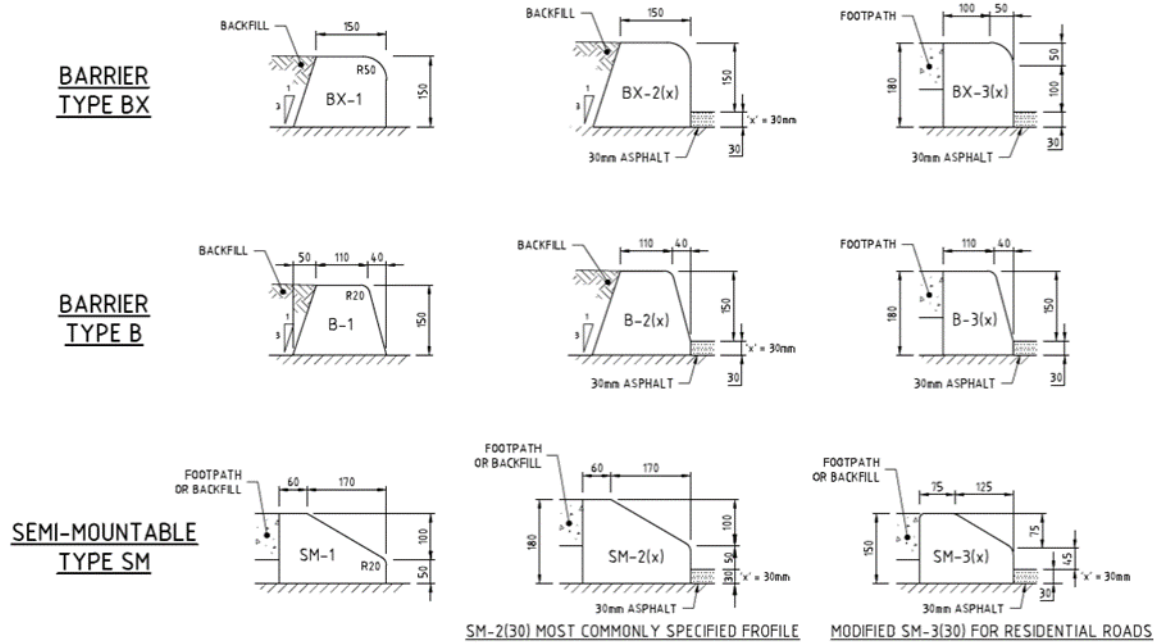 BARRIER
TYPE BX
BACKFILL
150
R50
BX-1
1
3
150
BACKFILL
150
BX-2(x)
1
3
150
'x' = 30mm
30
30mm ASPHALT
FOOTPATH
100
50
180
BX-3(x)
50
100
30
30mm ASPHALT
BARRIER
TYPE B
BACKFILL
50
110
40
R20
B-1
1
3
150
BACKFILL
110
40
B-2(x)
1
3
150
'x' = 30mm
30
30mm ASPHALT
FOOTPATH
110
40
180
B-3(x)
150
30
30mm ASPHALT
SEMI-MOUNTABLE
TYPE SM
FOOTPATH
OR BACKFILL
60
170
SM-1
R20
100
50
FOOTPATH
OR BACKFILL
60
170
180
SM-2(x)
100
50
30
'x' = 30mm
30mm ASPHALT
SM-2(30) MOST COMMONLY SPECIFIED FROFILE
FOOTPATH
OR BACKFILL
75
125
150
SM-3(x)
75
45
'x' = 30mm
30
30mm ASPHALT
MODIFIED SM-3(30) FOR RESIDENTIAL ROADS